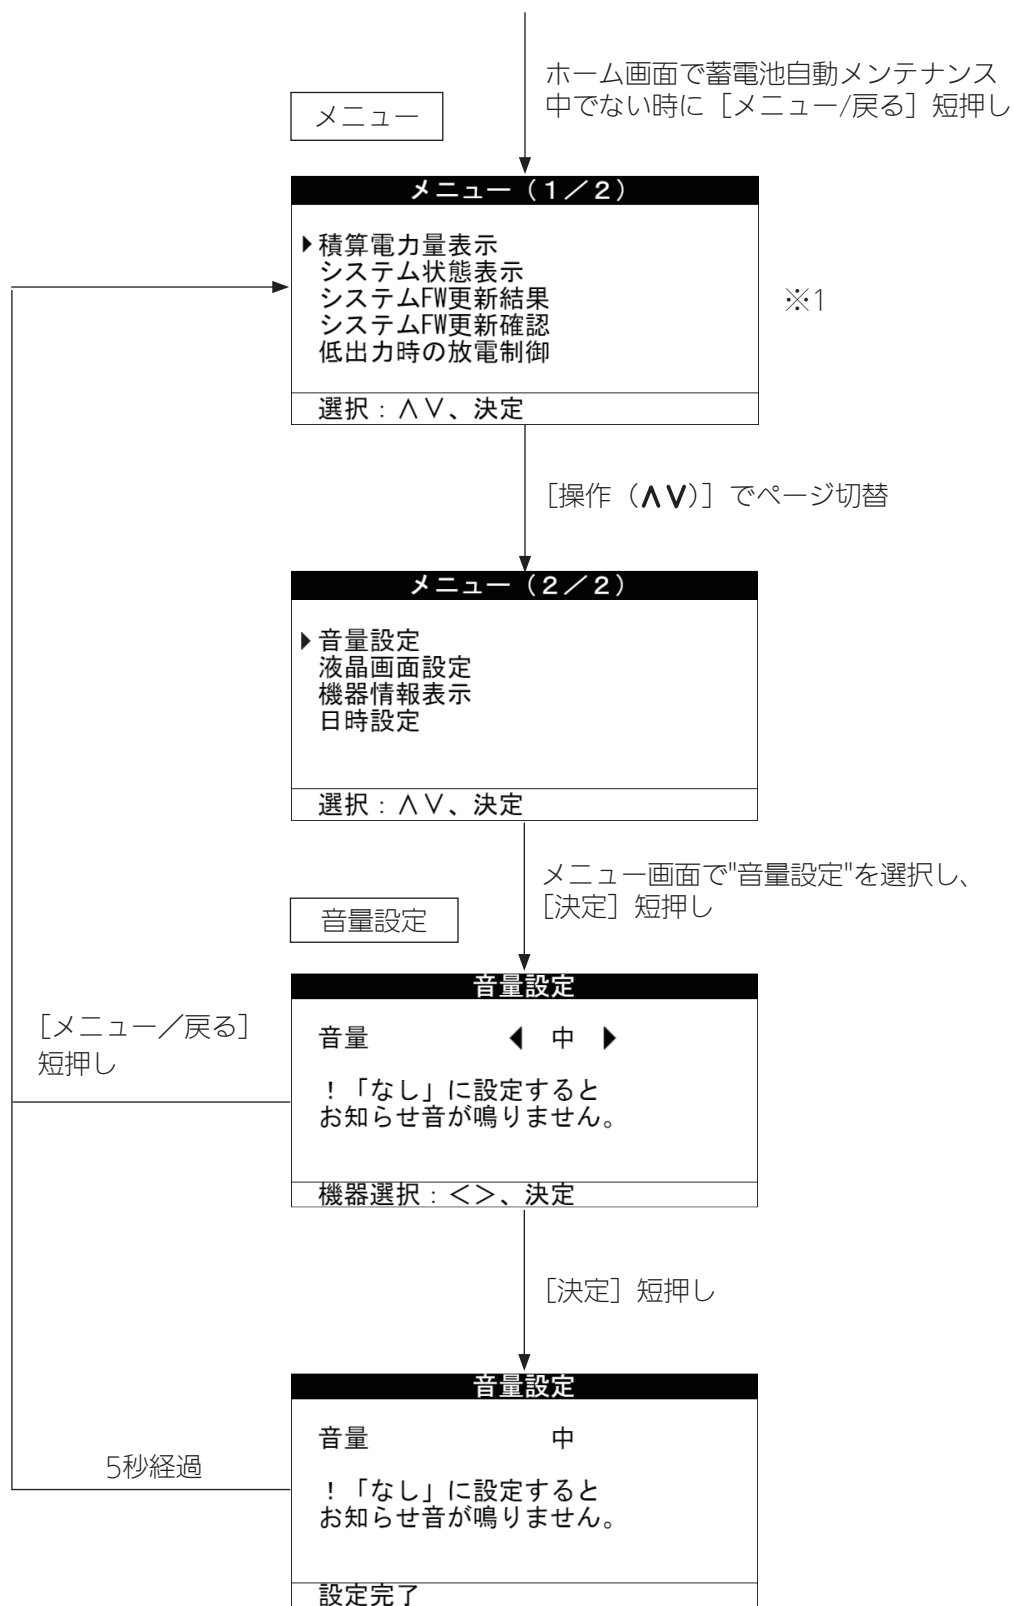 ホーム画面で蓄電池自動メンテナンス
中でない時に［メニュー/戻る］短押し
メニュー
メニュー（１／２）
▶積算電力量表示
システム状態表示
システムFW更新結果
システムFW更新確認
低出力時の放電制御
※1
選択：∧∨、決定
［操作（∧∨）］でページ切替
メニュー（２／２）
▶音量設定
液晶画面設定
機器情報表示
日時設定
選択：∧∨、決定
メニュー画面で"音量設定"を選択し、
［決定］短押し
音量設定
音量設定
［メニュー／戻る］
短押し
音量 ◀ 中 ▶
！「なし」に設定すると
お知らせ音が鳴りません。
機器選択：＜＞、決定
［決定］短押し
音量設定
音量 中
5秒経過
！「なし」に設定すると
お知らせ音が鳴りません。
設定完了